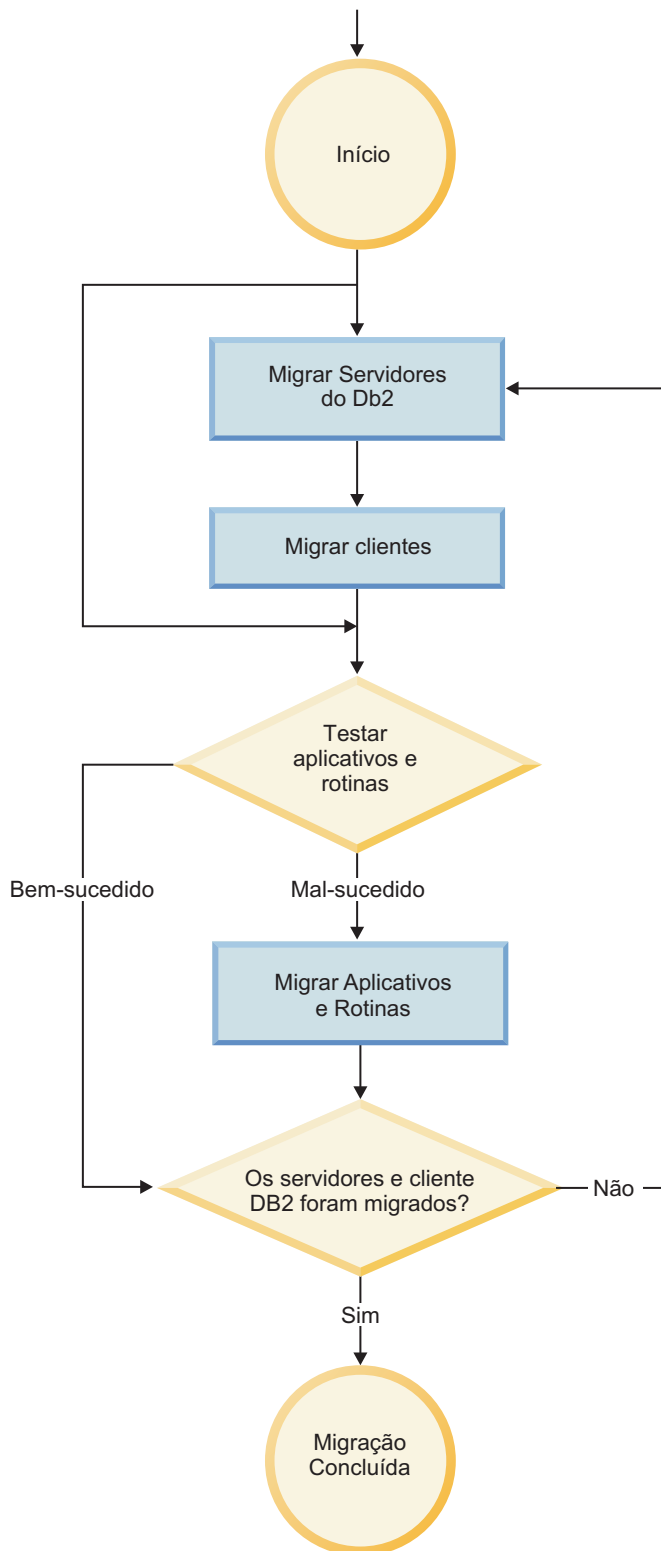 Início
Migrar Servidores
do Db2
Migrar clientes
Testar
aplicativos e
rotinas
Bem-sucedido
Mal-sucedido
Migrar Aplicativos
e Rotinas
Os servidores e cliente
DB2 foram migrados?
Não
Sim
Migração
Concluída